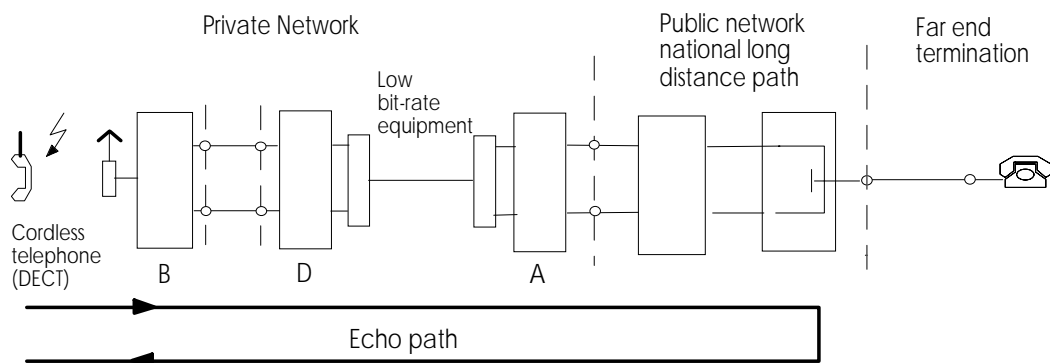 Private Network
Public network
national long
distance path
Far end
termination
Low
bit-rate
equipment
Cordless
telephone
(DECT)
B
D
A
Echo path